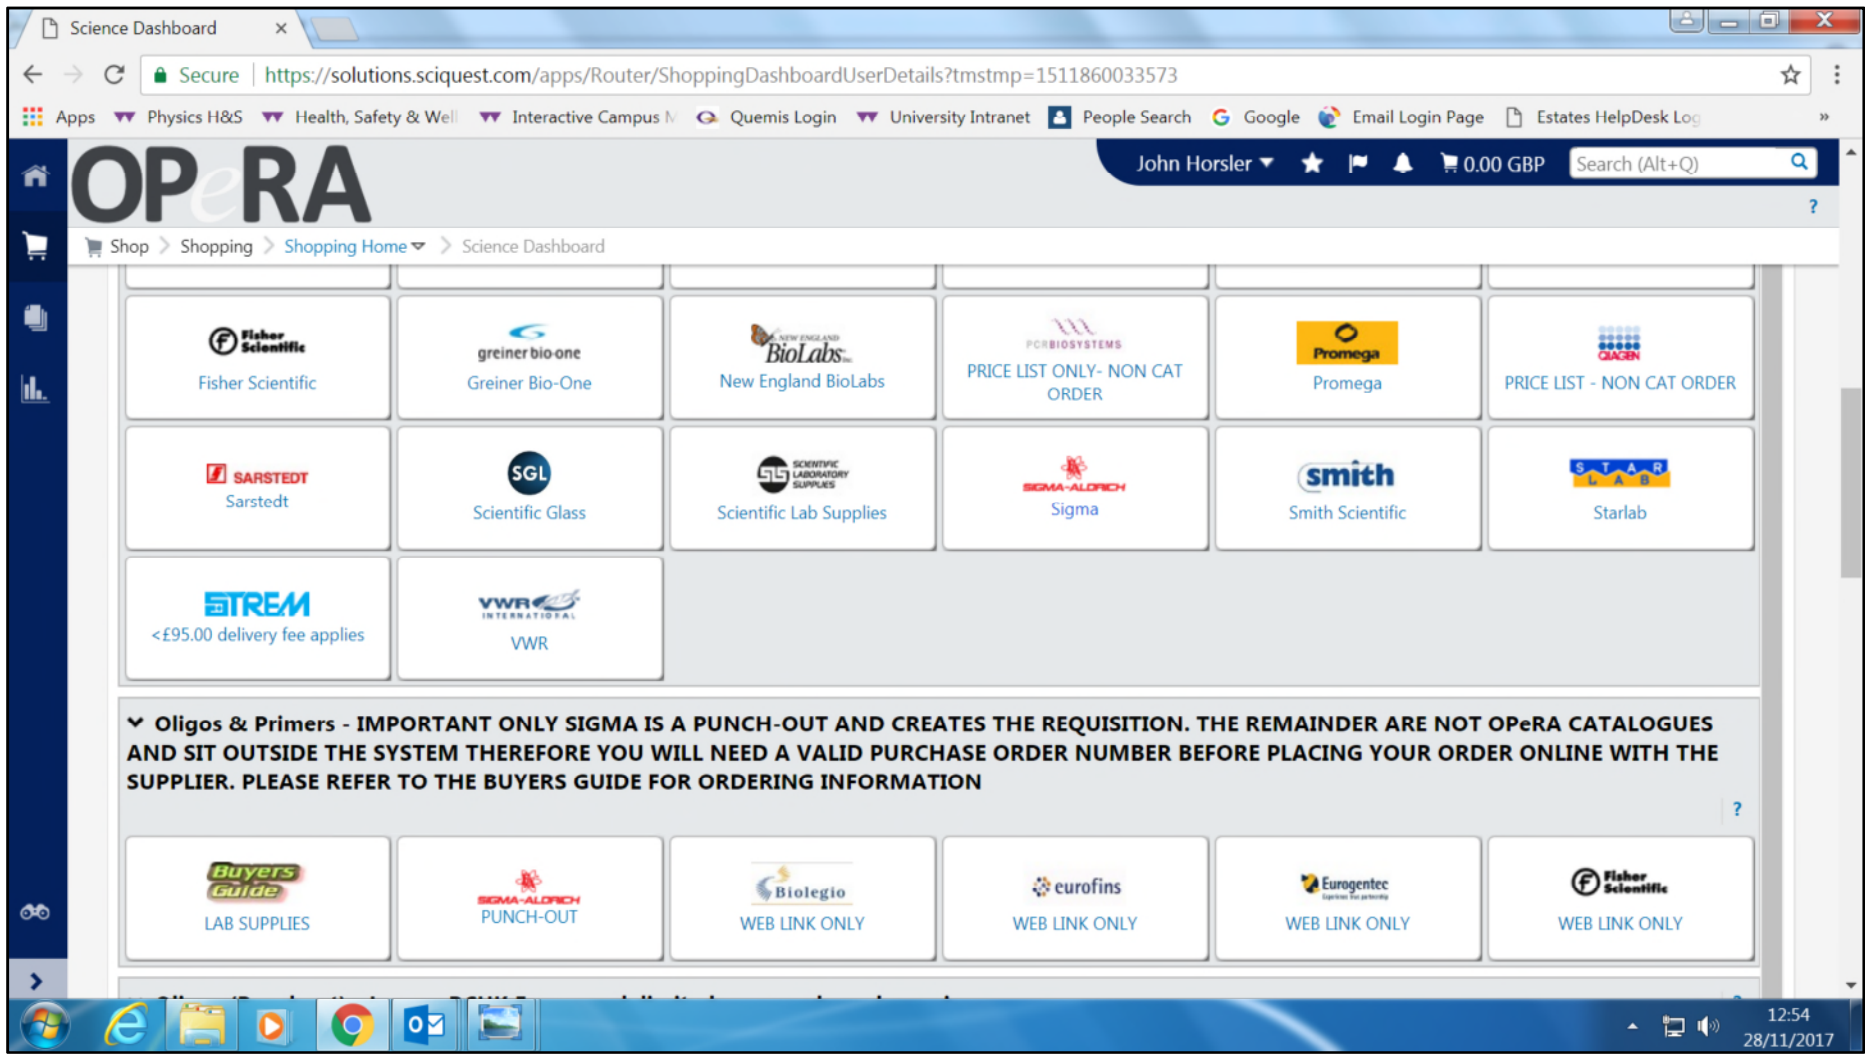 Science Dashboard
Secure
https://solutions.sciquest.com/apps/Router/ShoppingDashboardUserDetails?tmstmp=1511860033573
Apps
Physics H&S
Health, Safety & Well
Interactive Campus M
Quemis Login
University Intranet
People Search
Google
Email Login Page
Estates HelpDesk Log
»
OPeRA
John Horsler
0.00 GBP
Search (Alt+Q)
?
Shop
Shopping
Shopping Home
Science Dashboard
Fisher
Scientific
Fisher Scientific
greiner bio-one
Greiner Bio-One
NEW ENGLAND
BioLabs Inc.
New England BioLabs
PCRBIOSYSTEMS
PRICE LIST ONLY- NON CAT
ORDER
Promega
Promega
QIAGEN
PRICE LIST - NON CAT ORDER
SARSTEDT
Sarstedt
SGL
Scientific Glass
SLS
SCIENTIFIC
LABORATORY
SUPPLIES
Scientific Lab Supplies
SIGMA-ALDRICH
Sigma
smith
Smith Scientific
STAR
LAB
Starlab
STREM
<£95.00 delivery fee applies
VWR
INTERNATIONAL
VWR
Oligos & Primers - IMPORTANT ONLY SIGMA IS A PUNCH-OUT AND CREATES THE REQUISITION. THE REMAINDER ARE NOT OPeRA CATALOGUES
AND SIT OUTSIDE THE SYSTEM THEREFORE YOU WILL NEED A VALID PURCHASE ORDER NUMBER BEFORE PLACING YOUR ORDER ONLINE WITH THE
SUPPLIER. PLEASE REFER TO THE BUYERS GUIDE FOR ORDERING INFORMATION
?
Buyers
Guide
LAB SUPPLIES
SIGMA-ALDRICH
PUNCH-OUT
Biolegio
WEB LINK ONLY
eurofins
WEB LINK ONLY
Eurogentec
WEB LINK ONLY
Fisher
Scientific
WEB LINK ONLY
12:54
28/11/2017